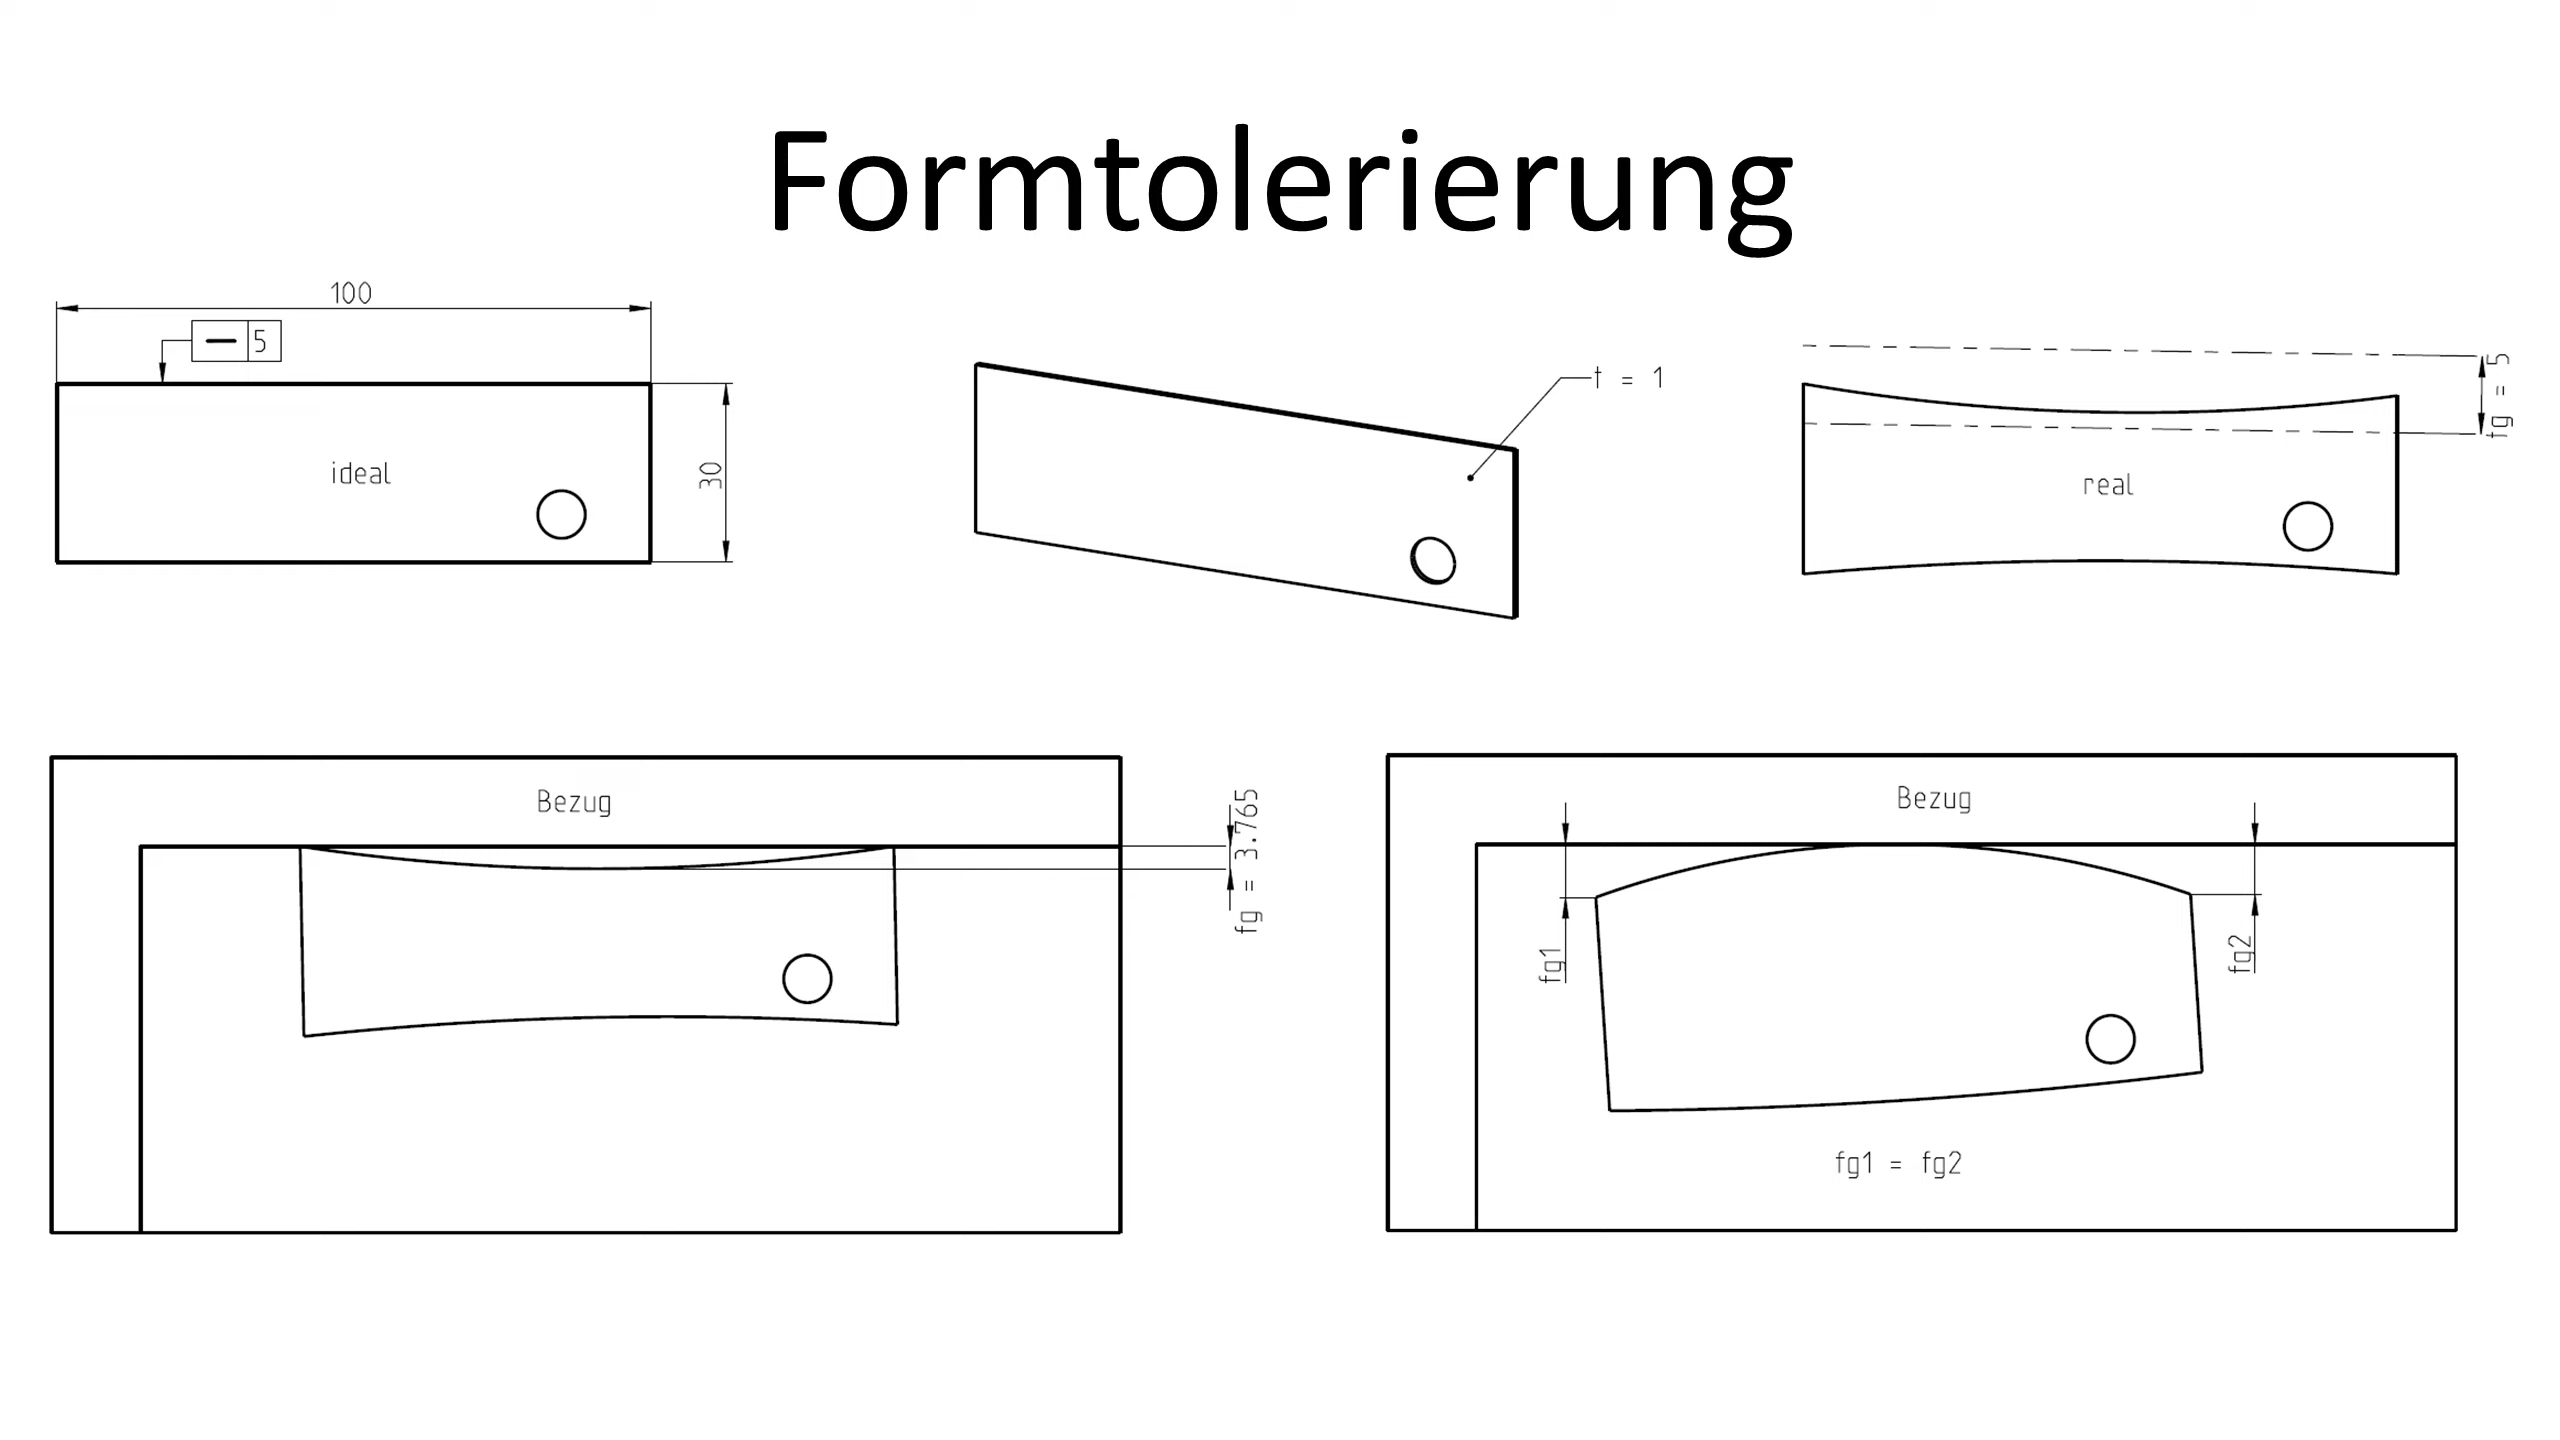 Formtolerierung
100
5
ideal
30
t = 1
real
fg = 5
Bezug
fg = 3.765
Bezug
fg1
fg2
fg1 = fg2